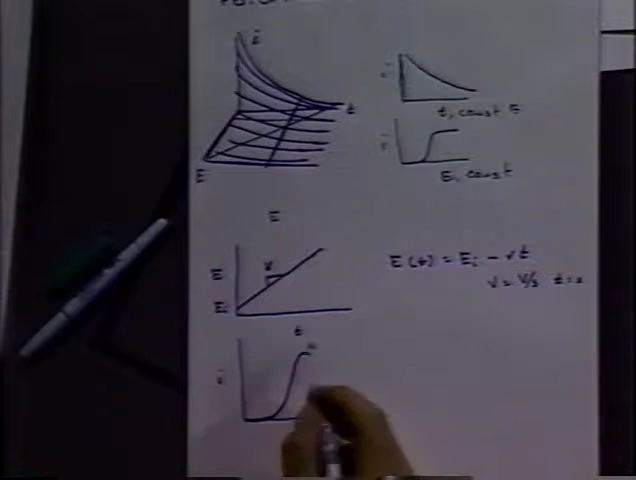 i
t
E
i
t, const E
i
E, const
E
E
v
Ei
t
E(t) = Ei - vt
v = V/s t = s
i